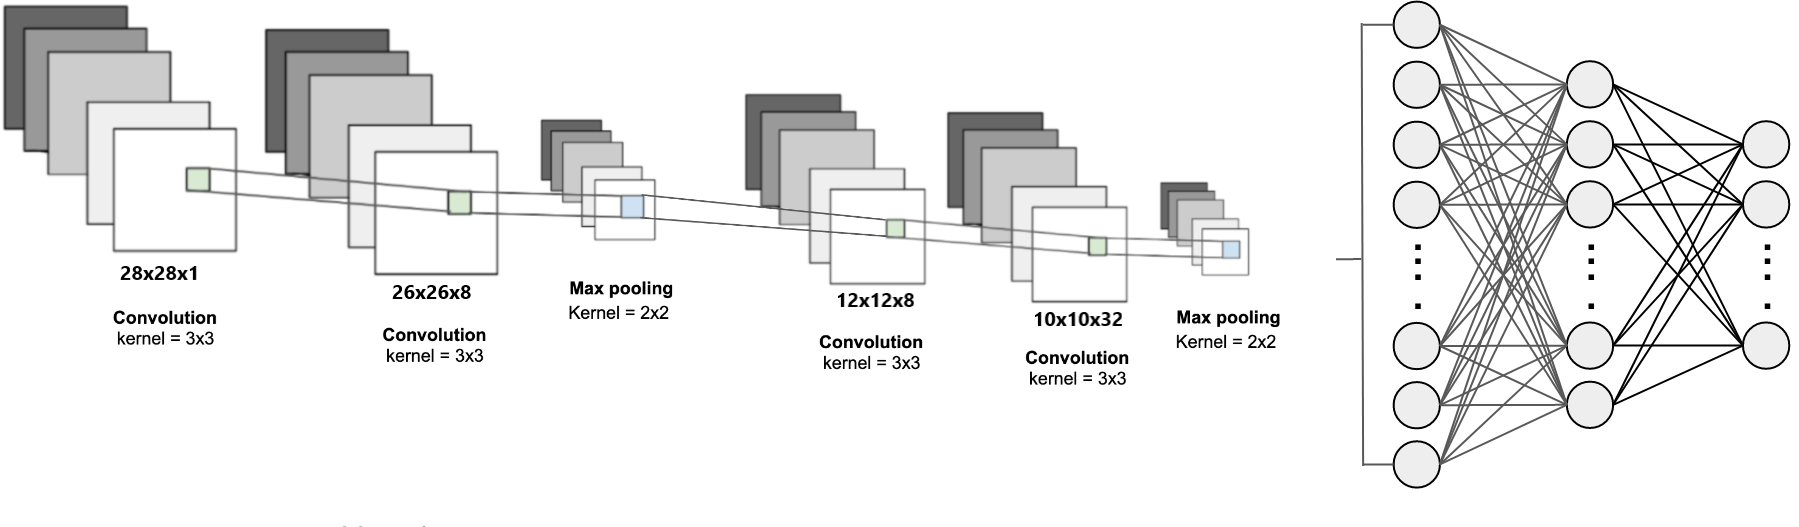 28x28x1
Convolution
kernel = 3x3
26x26x8
Convolution
kernel = 3x3
Max pooling
Kernel = 2x2
12x12x8
Convolution
kernel = 3x3
10x10x32
Convolution
kernel = 3x3
Max pooling
Kernel = 2x2